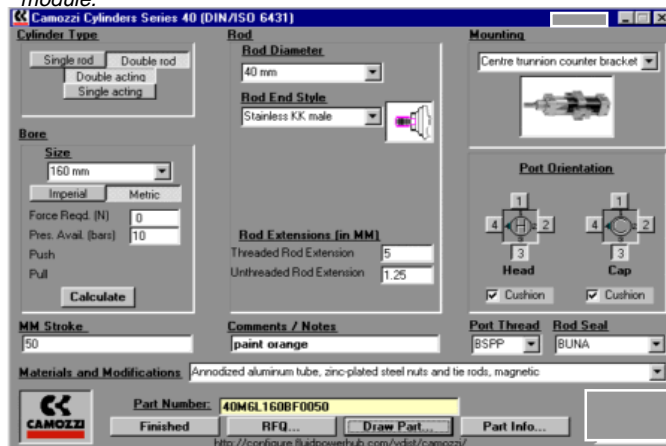 module.
Camozzi Cylinders Series 40 (DIN/ISO 6431)
Cylinder Type
Single rod Double rod
Double acting
Single acting
Bore
Size
160 mm
Imperial Metric
Force Reqd. (N) 0
Pres. Avail. (bars) 10
Push
Pull
Calculate
MM Stroke
50
Rod
Rod Diameter
40 mm
Rod End Style
Stainless KK male
Rod Extensions (in MM)
Threaded Rod Extension 5
Unthreaded Rod Extension 1.25
Comments / Notes
paint orange
Mounting
Centre trunnion counter bracket
Port Orientation
1 1
4 H 2 4 C 2
3 3
Head Cap
Cushion Cushion
Port Thread Rod Seal
BSPP BUNA
Materials and Modifications Annodized aluminum tube, zinc-plated steel nuts and tie rods, magnetic
CAMOZZI
Part Number: 40M6L160BF0050
Finished RFQ... Draw Part... Part Info...
http://configure.fluidpowerhub.com/vdist/camozzi/